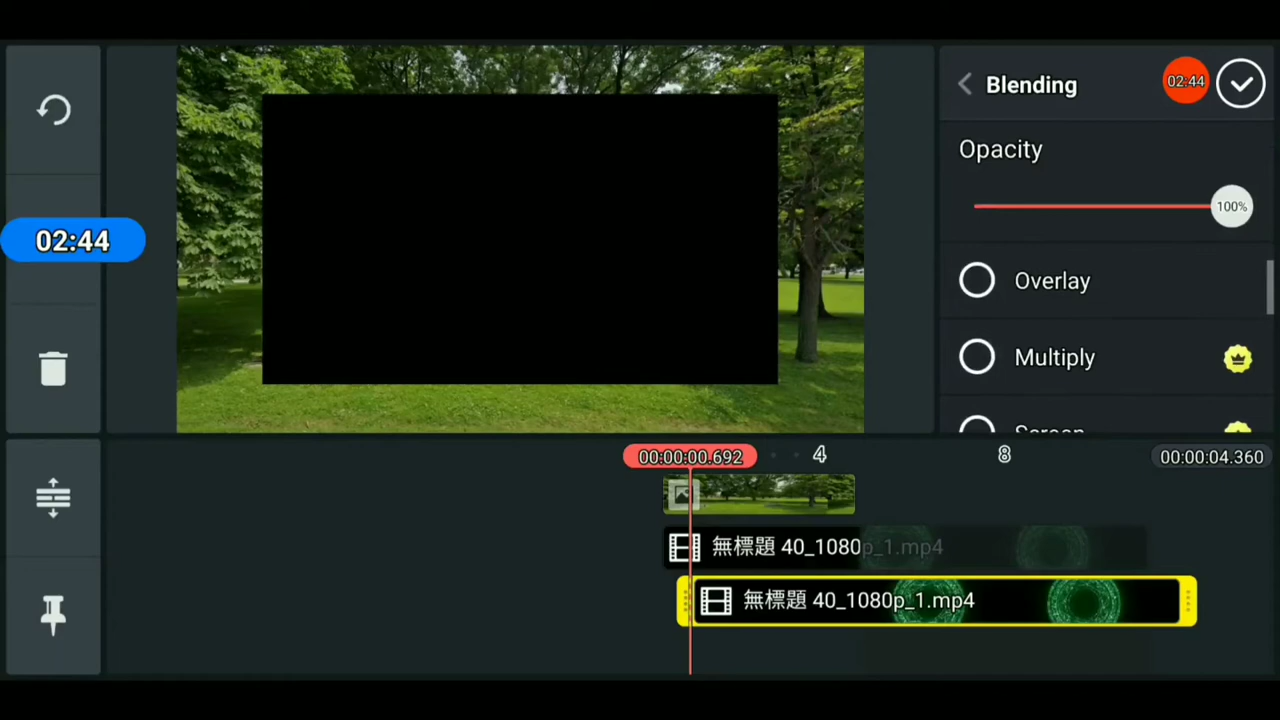 Blending
02:44
Opacity
100%
02:44
Overlay
Multiply
Screen
00:00:00.692
4
8
00:00:04.360
無標題 40_1080p_1.mp4
無標題 40_1080p_1.mp4